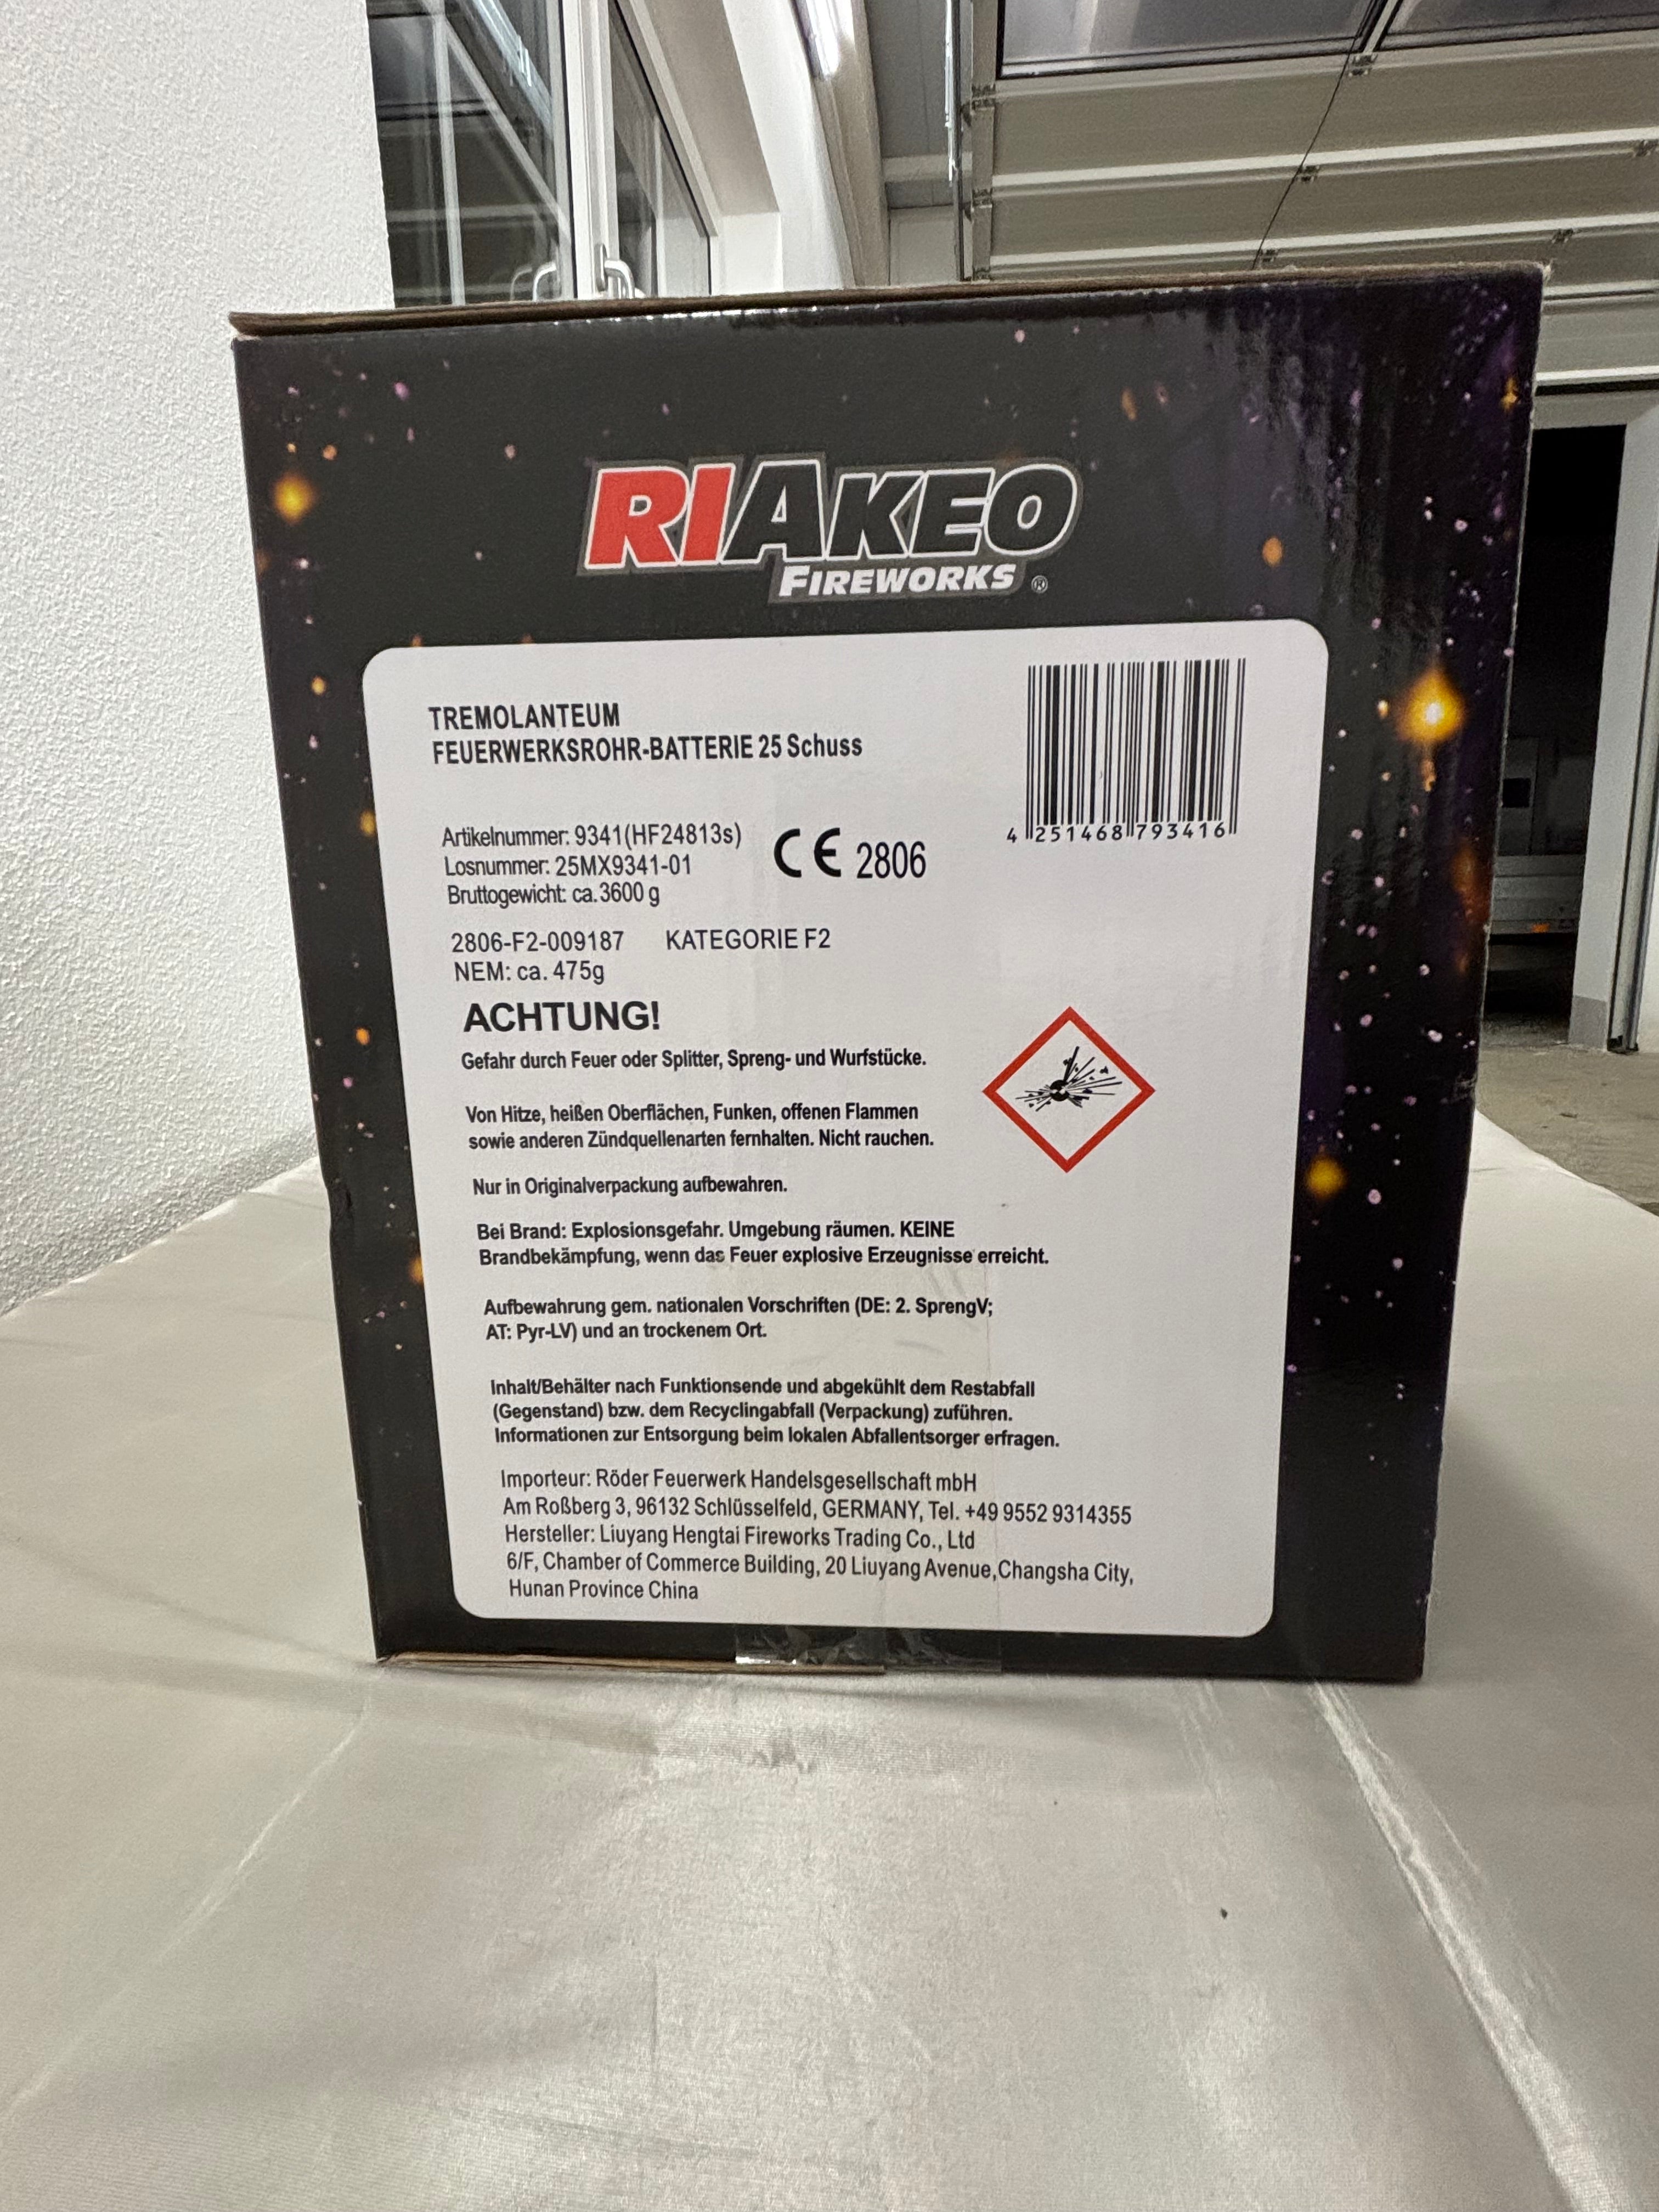 RIAKEO
FIREWORKS ®
TREMOLANTEUM
FEUERWERKSROHR-BATTERIE 25 Schuss
4 251468 793416
Artikelnummer: 9341(HF24813s)
Losnummer: 25MX9341-01
Bruttogewicht: ca.3600 g
CE 2806
2806-F2-009187 KATEGORIE F2
NEM: ca. 475g
ACHTUNG!
Gefahr durch Feuer oder Splitter, Spreng- und Wurfstücke.
Von Hitze, heißen Oberflächen, Funken, offenen Flammen
sowie anderen Zündquellenarten fernhalten. Nicht rauchen.
Nur in Originalverpackung aufbewahren.
Bei Brand: Explosionsgefahr. Umgebung räumen. KEINE
Brandbekämpfung, wenn das Feuer explosive Erzeugnisse erreicht.
Aufbewahrung gem. nationalen Vorschriften (DE: 2. SprengV;
AT: Pyr-LV) und an trockenem Ort.
Inhalt/Behälter nach Funktionsende und abgekühlt dem Restabfall
(Gegenstand) bzw. dem Recyclingabfall (Verpackung) zuführen.
Informationen zur Entsorgung beim lokalen Abfallentsorger erfragen.
Importeur: Röder Feuerwerk Handelsgesellschaft mbH
Am Roßberg 3, 96132 Schlüsselfeld, GERMANY, Tel. +49 9552 9314355
Hersteller: Liuyang Hengtai Fireworks Trading Co., Ltd
6/F, Chamber of Commerce Building, 20 Liuyang Avenue,Changsha City,
Hunan Province China